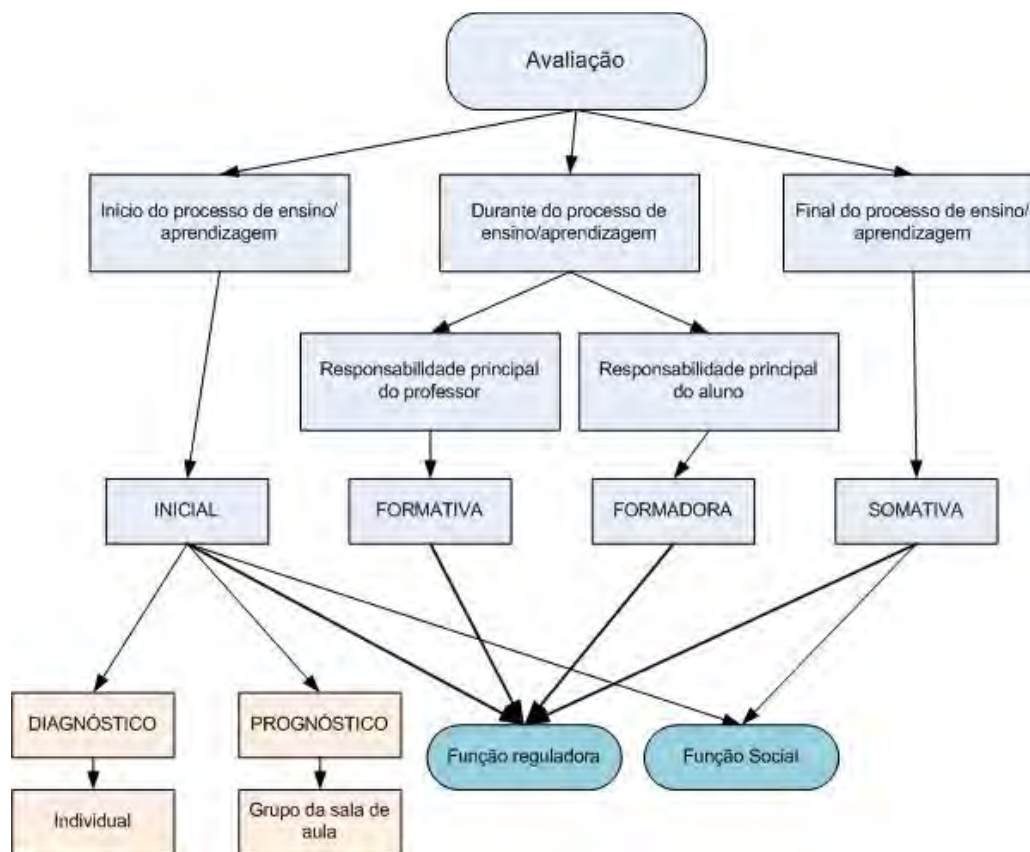 Avaliação
Início do processo de ensino/
aprendizagem
Durante do processo de
ensino/aprendizagem
Final do processo de ensino/
aprendizagem
Responsabilidade principal
do professor
Responsabilidade principal
do aluno
INICIAL
FORMATIVA
FORMADORA
SOMATIVA
DIAGNÓSTICO
PROGNÓSTICO
Função reguladora
Função Social
Individual
Grupo da sala de
aula